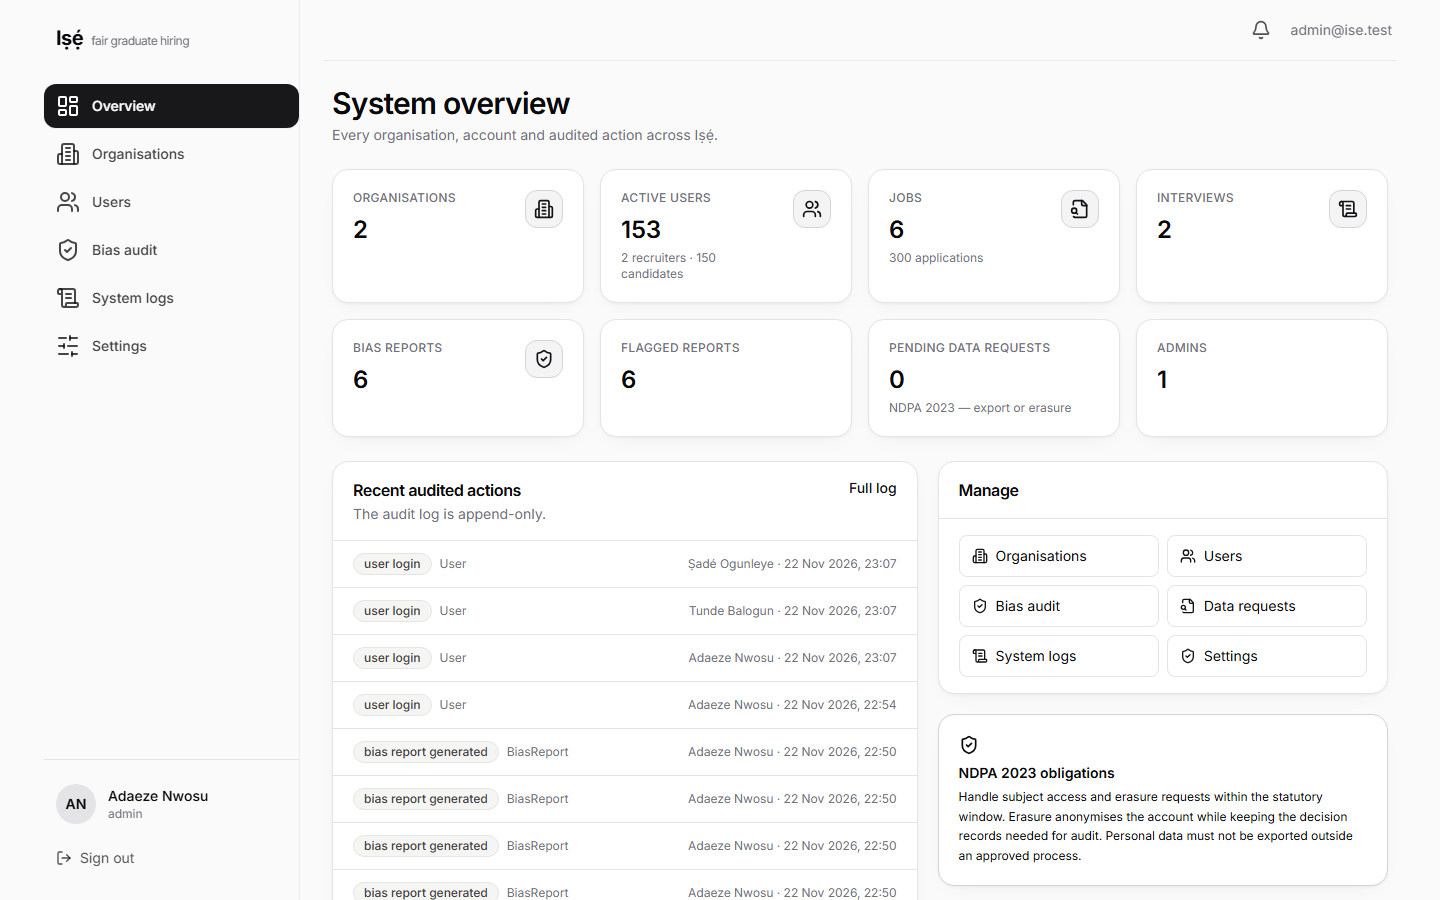 Iṣẹ́ fair graduate hiring
admin@ise.test
Overview
Organisations
Users
Bias audit
System logs
Settings
AN
Adaeze Nwosu
admin
Sign out
System overview
Every organisation, account and audited action across Iṣẹ́.
ORGANISATIONS
2
ACTIVE USERS
153
2 recruiters · 150
candidates
JOBS
6
300 applications
INTERVIEWS
2
BIAS REPORTS
6
FLAGGED REPORTS
6
PENDING DATA REQUESTS
0
NDPA 2023 — export or erasure
ADMINS
1
Recent audited actions
Full log
The audit log is append-only.
user login User Ṣadé Ogunleye · 22 Nov 2026, 23:07
user login User Tunde Balogun · 22 Nov 2026, 23:07
user login User Adaeze Nwosu · 22 Nov 2026, 23:07
user login User Adaeze Nwosu · 22 Nov 2026, 22:54
bias report generated BiasReport Adaeze Nwosu · 22 Nov 2026, 22:50
bias report generated BiasReport Adaeze Nwosu · 22 Nov 2026, 22:50
bias report generated BiasReport Adaeze Nwosu · 22 Nov 2026, 22:50
bias report generated BiasReport Adaeze Nwosu · 22 Nov 2026, 22:50
Manage
Organisations
Users
Bias audit
Data requests
System logs
Settings
NDPA 2023 obligations
Handle subject access and erasure requests within the statutory
window. Erasure anonymises the account while keeping the decision
records needed for audit. Personal data must not be exported outside
an approved process.